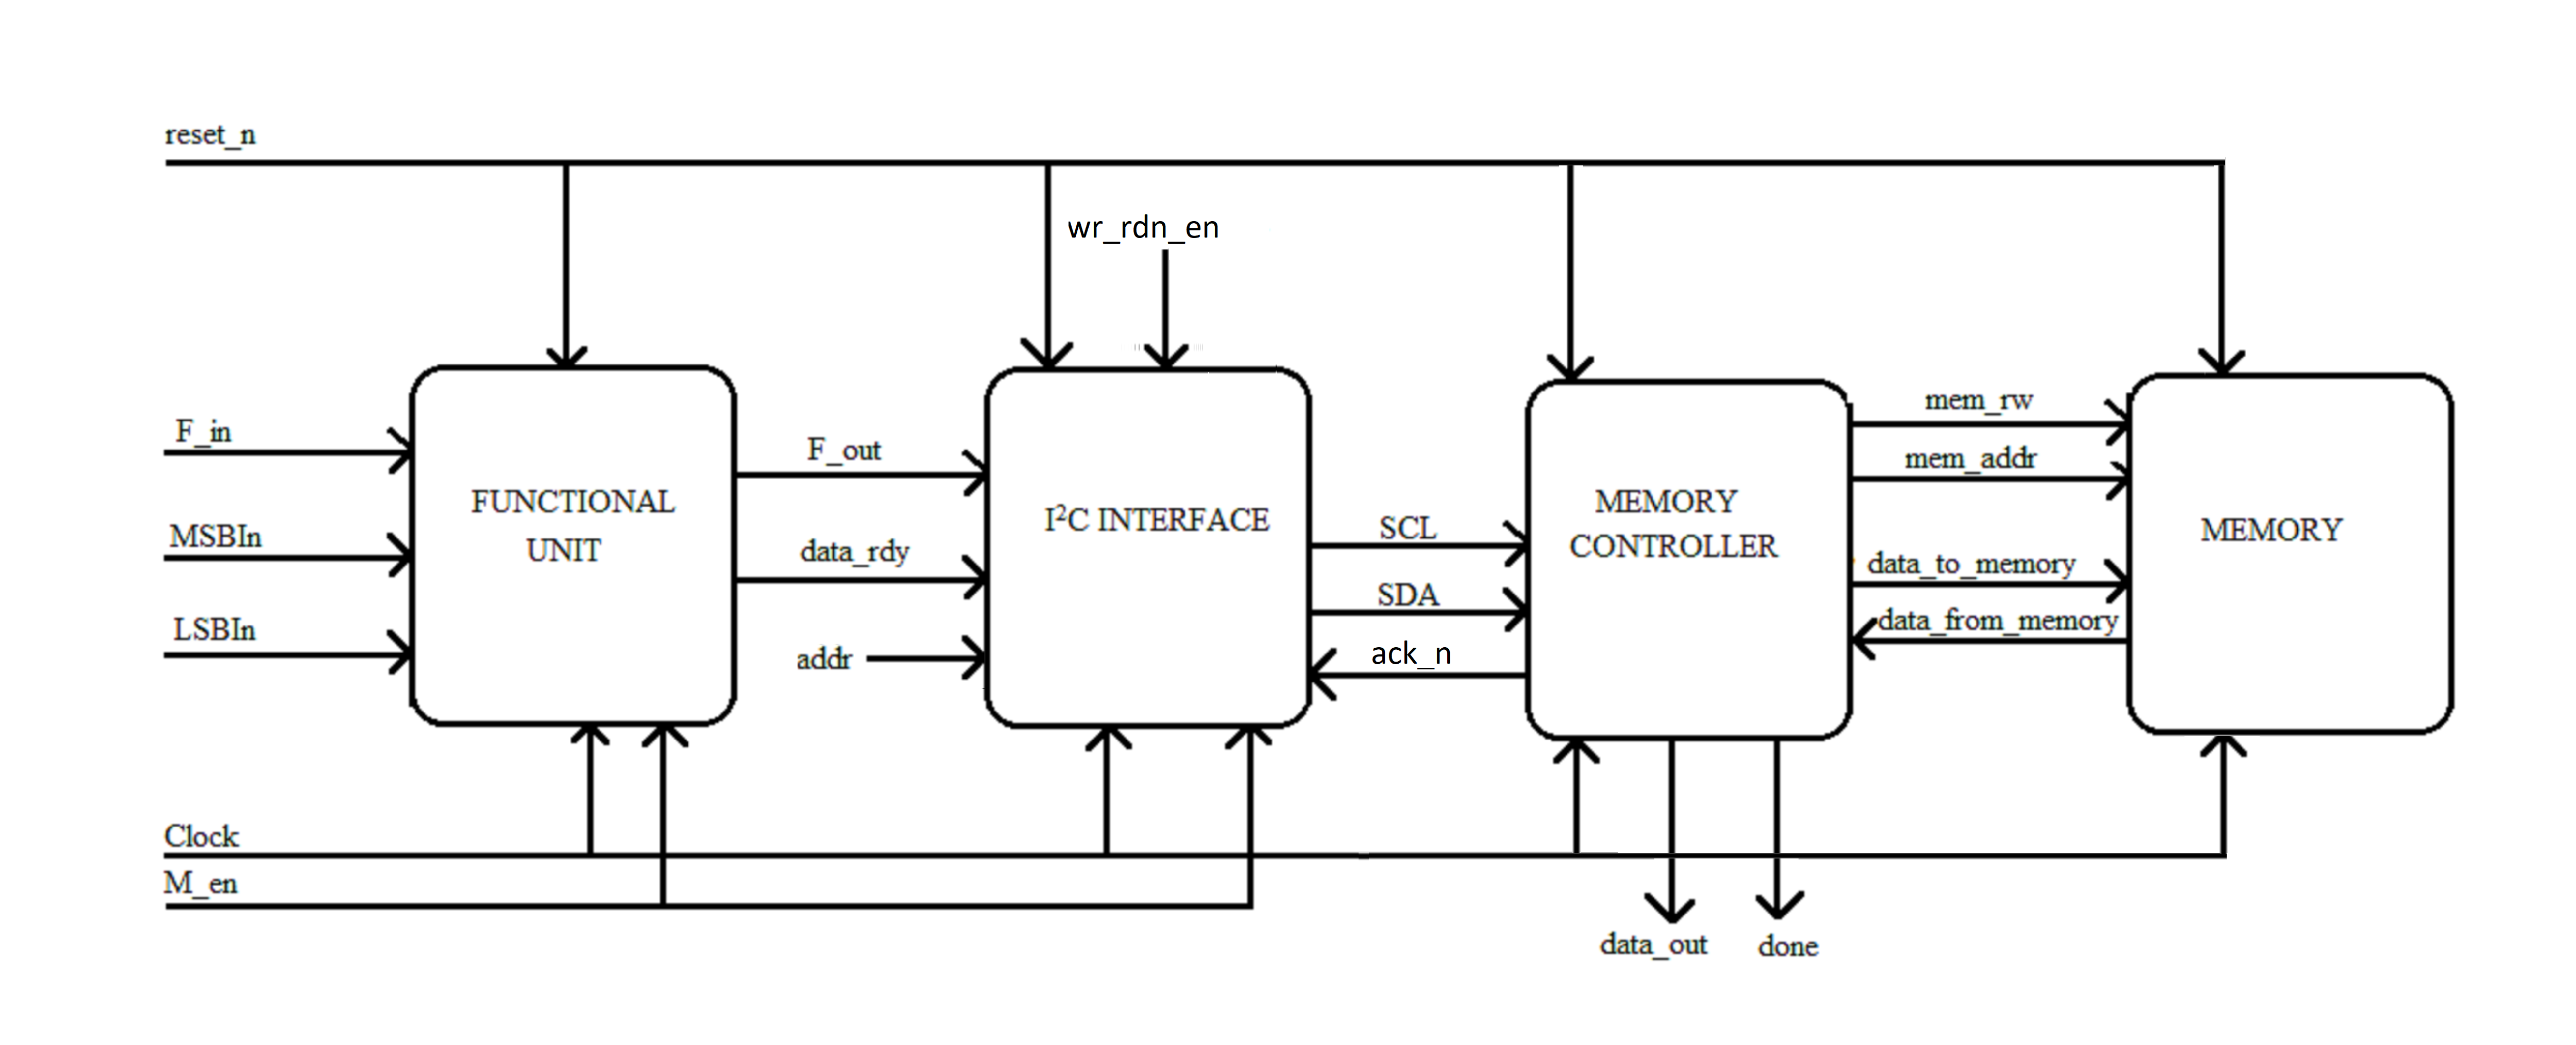 reset_n
wr_rdn_en
F_in
MSBIn
LSBIn
FUNCTIONAL
UNIT
F_out
data_rdy
addr
I²C INTERFACE
SCL
SDA
ack_n
MEMORY
CONTROLLER
mem_rw
mem_addr
data_to_memory
data_from_memory
MEMORY
Clock
M_en
data_out
done